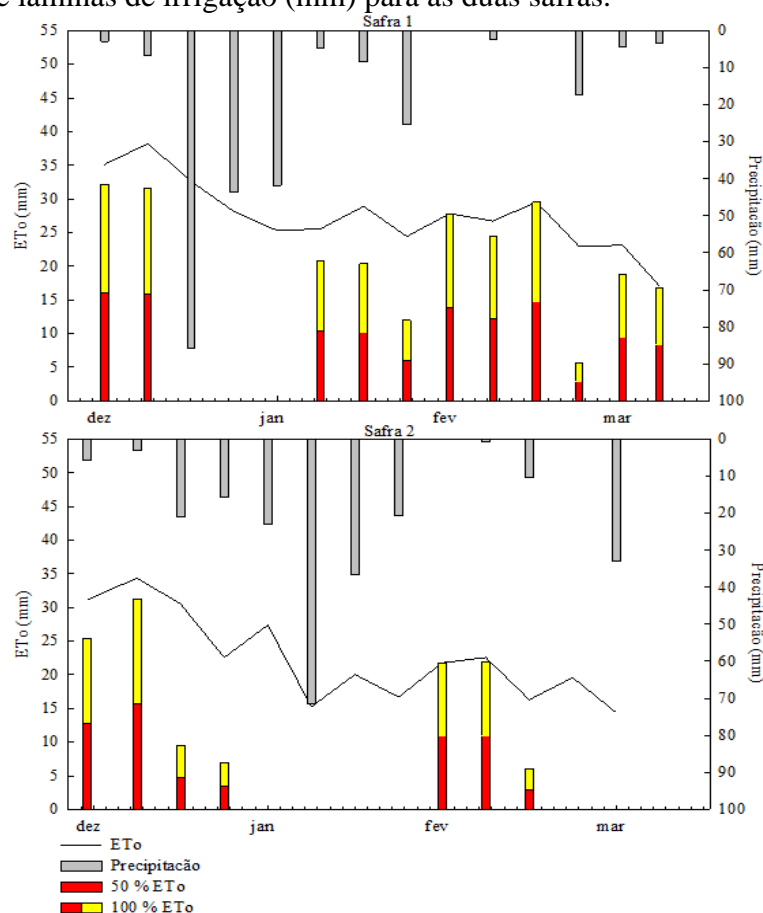 e lâminas de irrigação (mm) para as duas safras.
Safra 1
55
50
45
40
35
30
25
20
15
10
5
0
ETo (mm)
0
10
20
30
40
50
60
70
80
90
100
Precipitação (mm)
dez
jan
fev
mar
Safra 2
55
50
45
40
35
30
25
20
15
10
5
0
ETo (mm)
0
10
20
30
40
50
60
70
80
90
100
Precipitação (mm)
dez
jan
fev
mar
ETo
Precipitacão
50 % ETo
100 % ETo